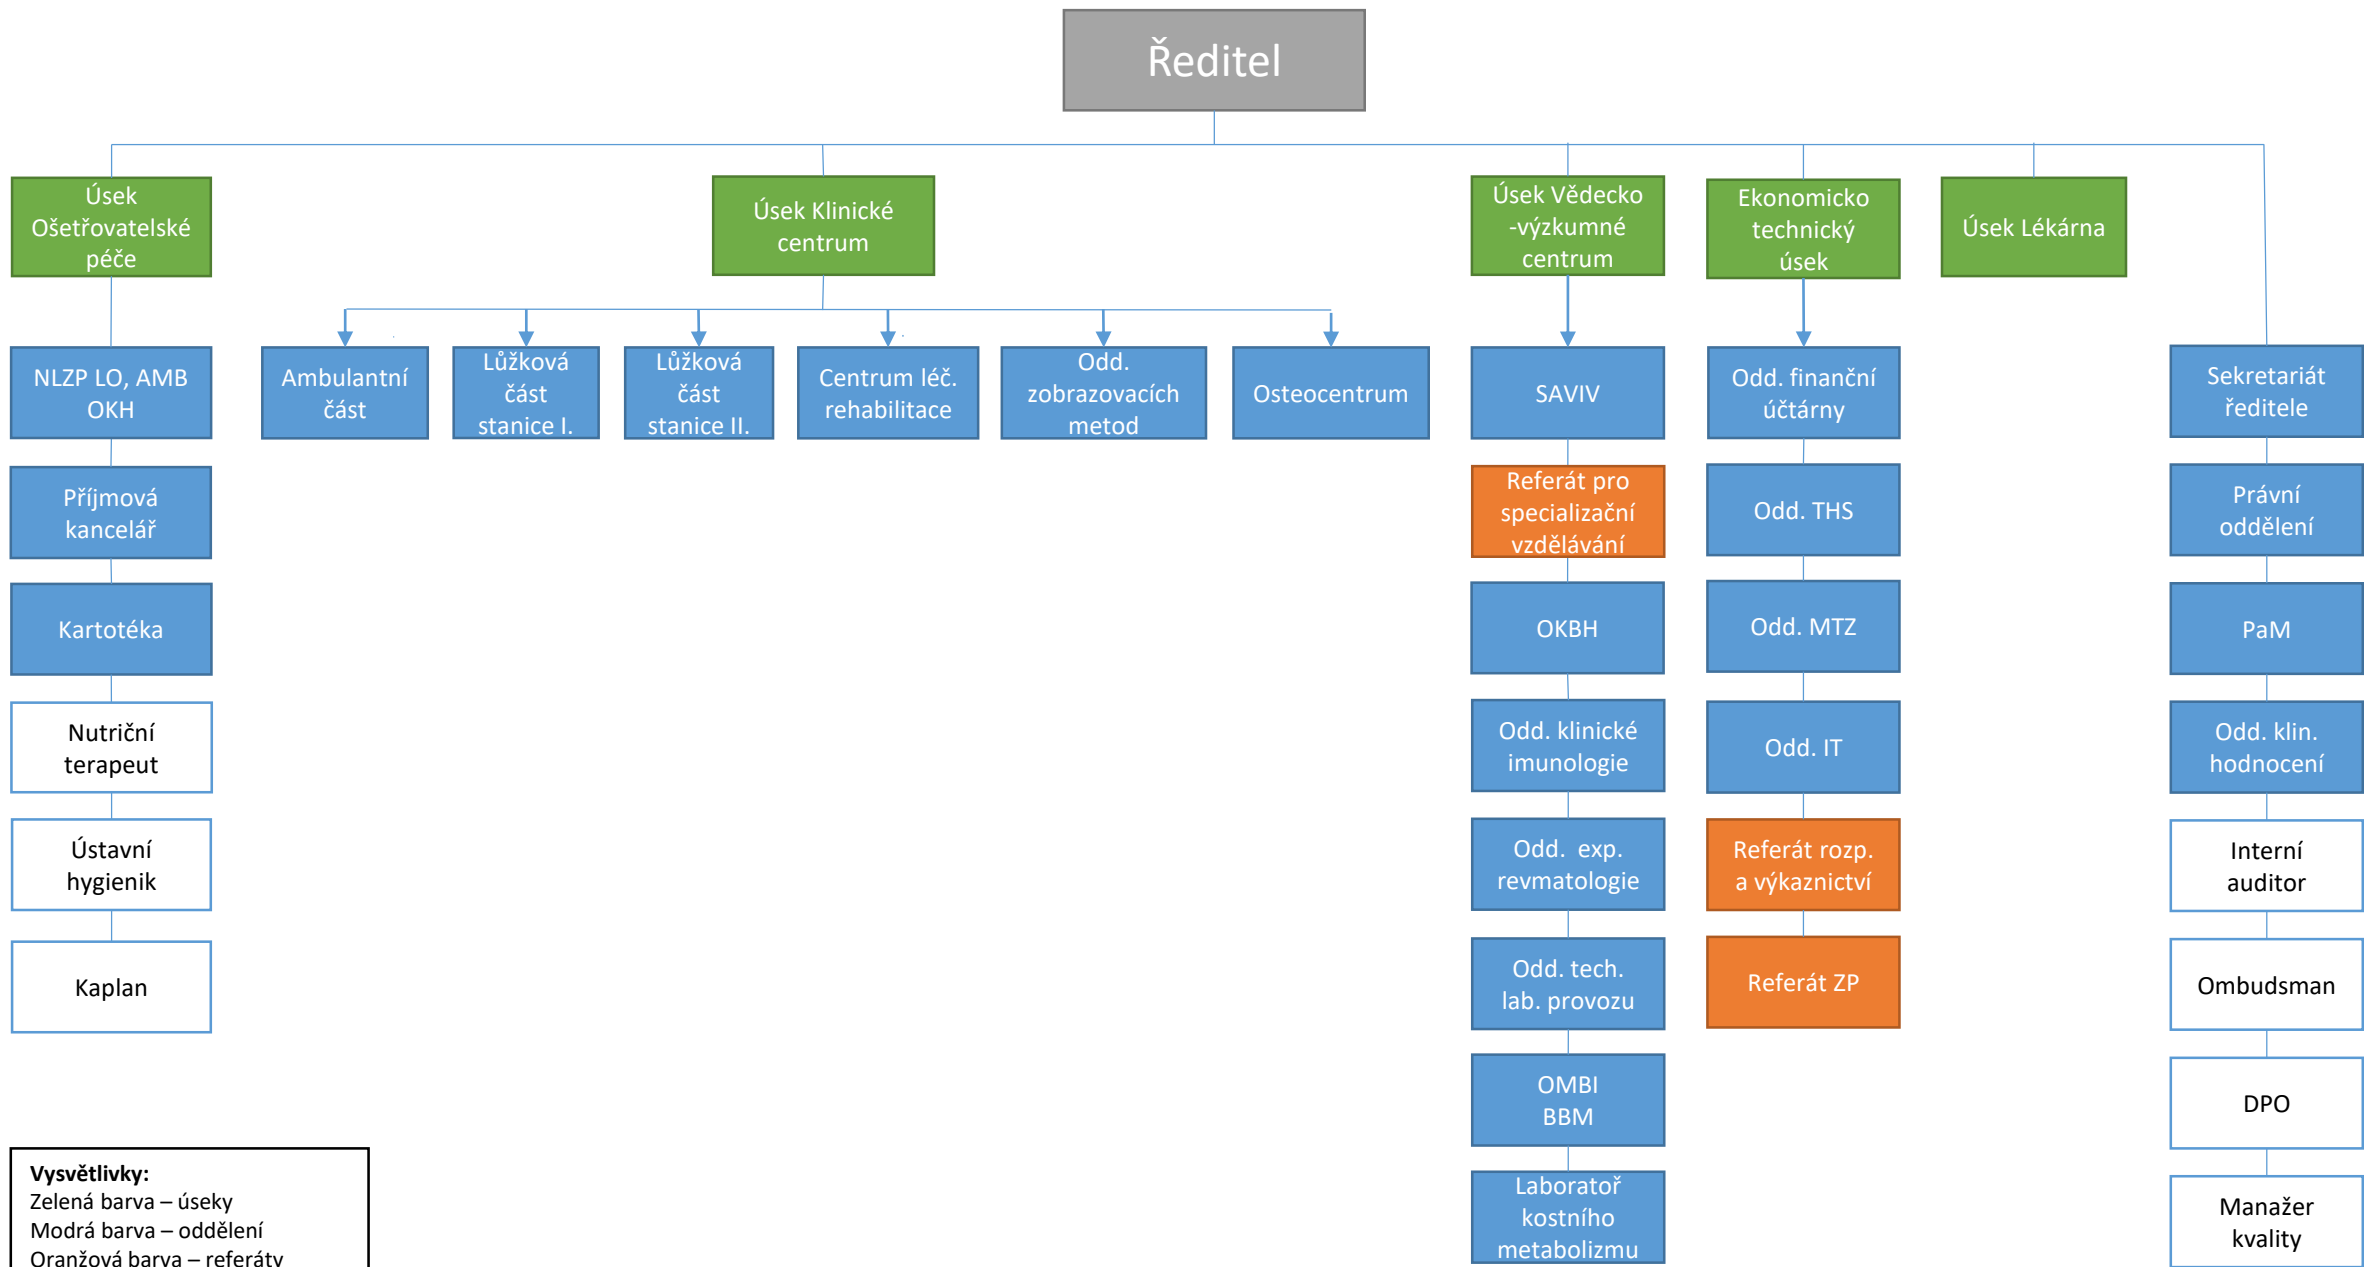 Ředitel
Úsek
Ošetřovatelské
péče
Úsek Klinické
centrum
Úsek Vědecko
-výzkumné
centrum
Ekonomicko
technický
úsek
Úsek Lékárna
NLZP LO, AMB
OKH
Ambulantní
část
Lůžková
část
stanice I.
Lůžková
část
stanice II.
Centrum léč.
rehabilitace
Odd.
zobrazovacích
metod
Osteocentrum
SAVIV
Odd. finanční
účtárny
Sekretariát
ředitele
Příjmová
kancelář
Referát pro
specializační
vzdělávání
Odd. THS
Právní
oddělení
Kartotéka
OKBH
Odd. MTZ
PaM
Nutriční
terapeut
Odd. klinické
imunologie
Odd. IT
Odd. klin.
hodnocení
Ústavní
hygienik
Odd. exp.
revmatologie
Referát rozp.
a výkaznictví
Interní
auditor
Kaplan
Odd. tech.
lab. provozu
Referát ZP
Ombudsman
OMBI
BBM
DPO
Laboratoř
kostního
metabolizmu
Manažer
kvality
Vysvětlivky:
Zelená barva – úseky
Modrá barva – oddělení
Oranžová barva – referáty